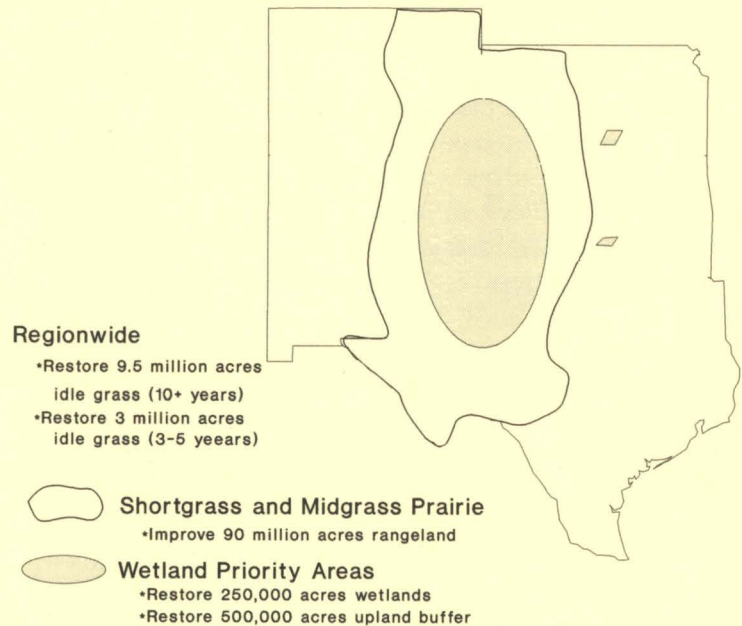 Regionwide
*Restore 9.5 million acres
idle grass (10+ years)
*Restore 3 million acres
idle grass (3-5 yeears)
Shortgrass and Midgrass Prairie
*Improve 90 million acres rangeland
Wetland Priority Areas
*Restore 250,000 acres wetlands
*Restore 500,000 acres upland buffer